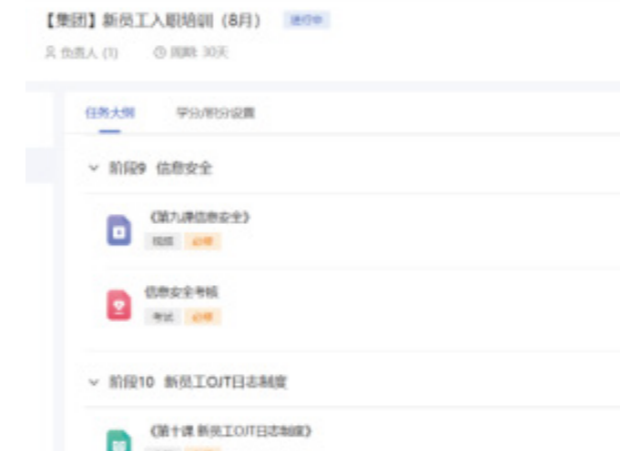 【集团】新员工入职培训（8月） 进行中
负责人 (1) 周期: 30天
任务大纲 学分/积分设置
阶段9 信息安全
《第九课信息安全》
视频 必修
信息安全考核
考试 必修
阶段10 新员工OJT日志制度
《第十课 新员工OJT日志制度》